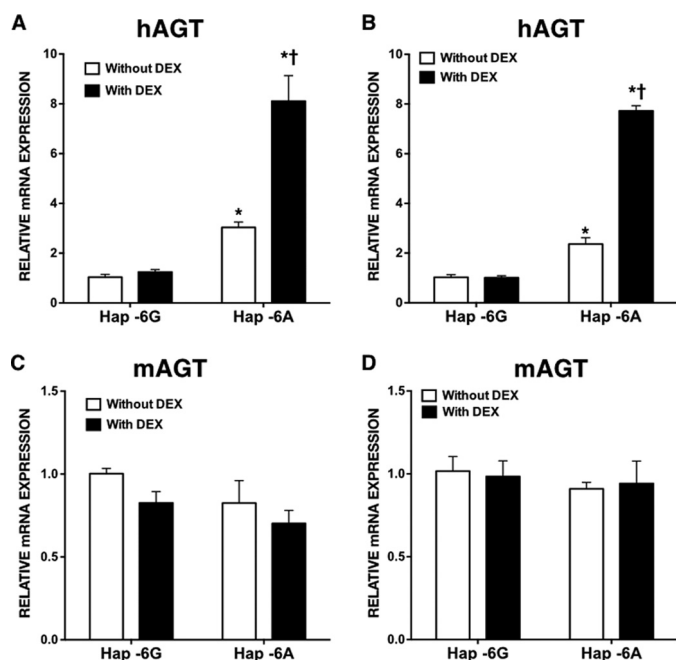 A
hAGT
RELATIVE mRNA EXPRESSION
10
8
6
4
2
0
Without DEX
With DEX
*
*†
Hap -6G
Hap -6A
B
hAGT
RELATIVE mRNA EXPRESSION
10
8
6
4
2
0
Without DEX
With DEX
*
*†
Hap -6G
Hap -6A
C
mAGT
RELATIVE mRNA EXPRESSION
1.5
1.0
0.5
0.0
Without DEX
With DEX
Hap -6G
Hap -6A
D
mAGT
RELATIVE mRNA EXPRESSION
1.5
1.0
0.5
0.0
Without DEX
With DEX
Hap -6G
Hap -6A